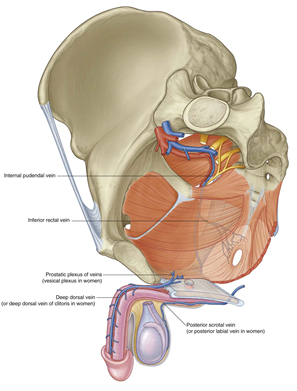 Internal pudendal vein
Inferior rectal vein
Prostatic plexus of veins
(vesical plexus in women)
Deep dorsal vein
(or deep dorsal vein of clitoris in women)
Posterior scrotal vein
(or posterior labial vein in women)